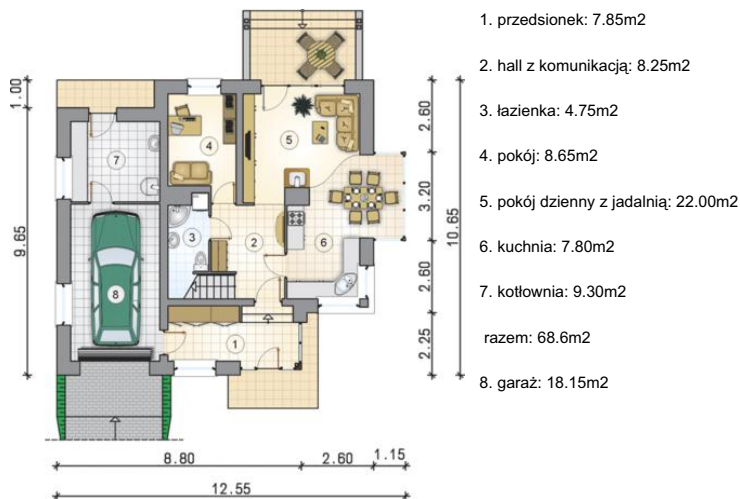 1. przedsionek: 7.85m2
2. hall z komunikacją: 8.25m2
3. łazienka: 4.75m2
4. pokój: 8.65m2
5. pokój dzienny z jadalnią: 22.00m2
6. kuchnia: 7.80m2
7. kotłownia: 9.30m2
razem: 68.6m2
8. garaż: 18.15m2
1.00
9.65
2.60
3.20
2.60
2.25
10.65
7
4
5
3
2
6
8
1
8.80
2.60
1.15
12.55